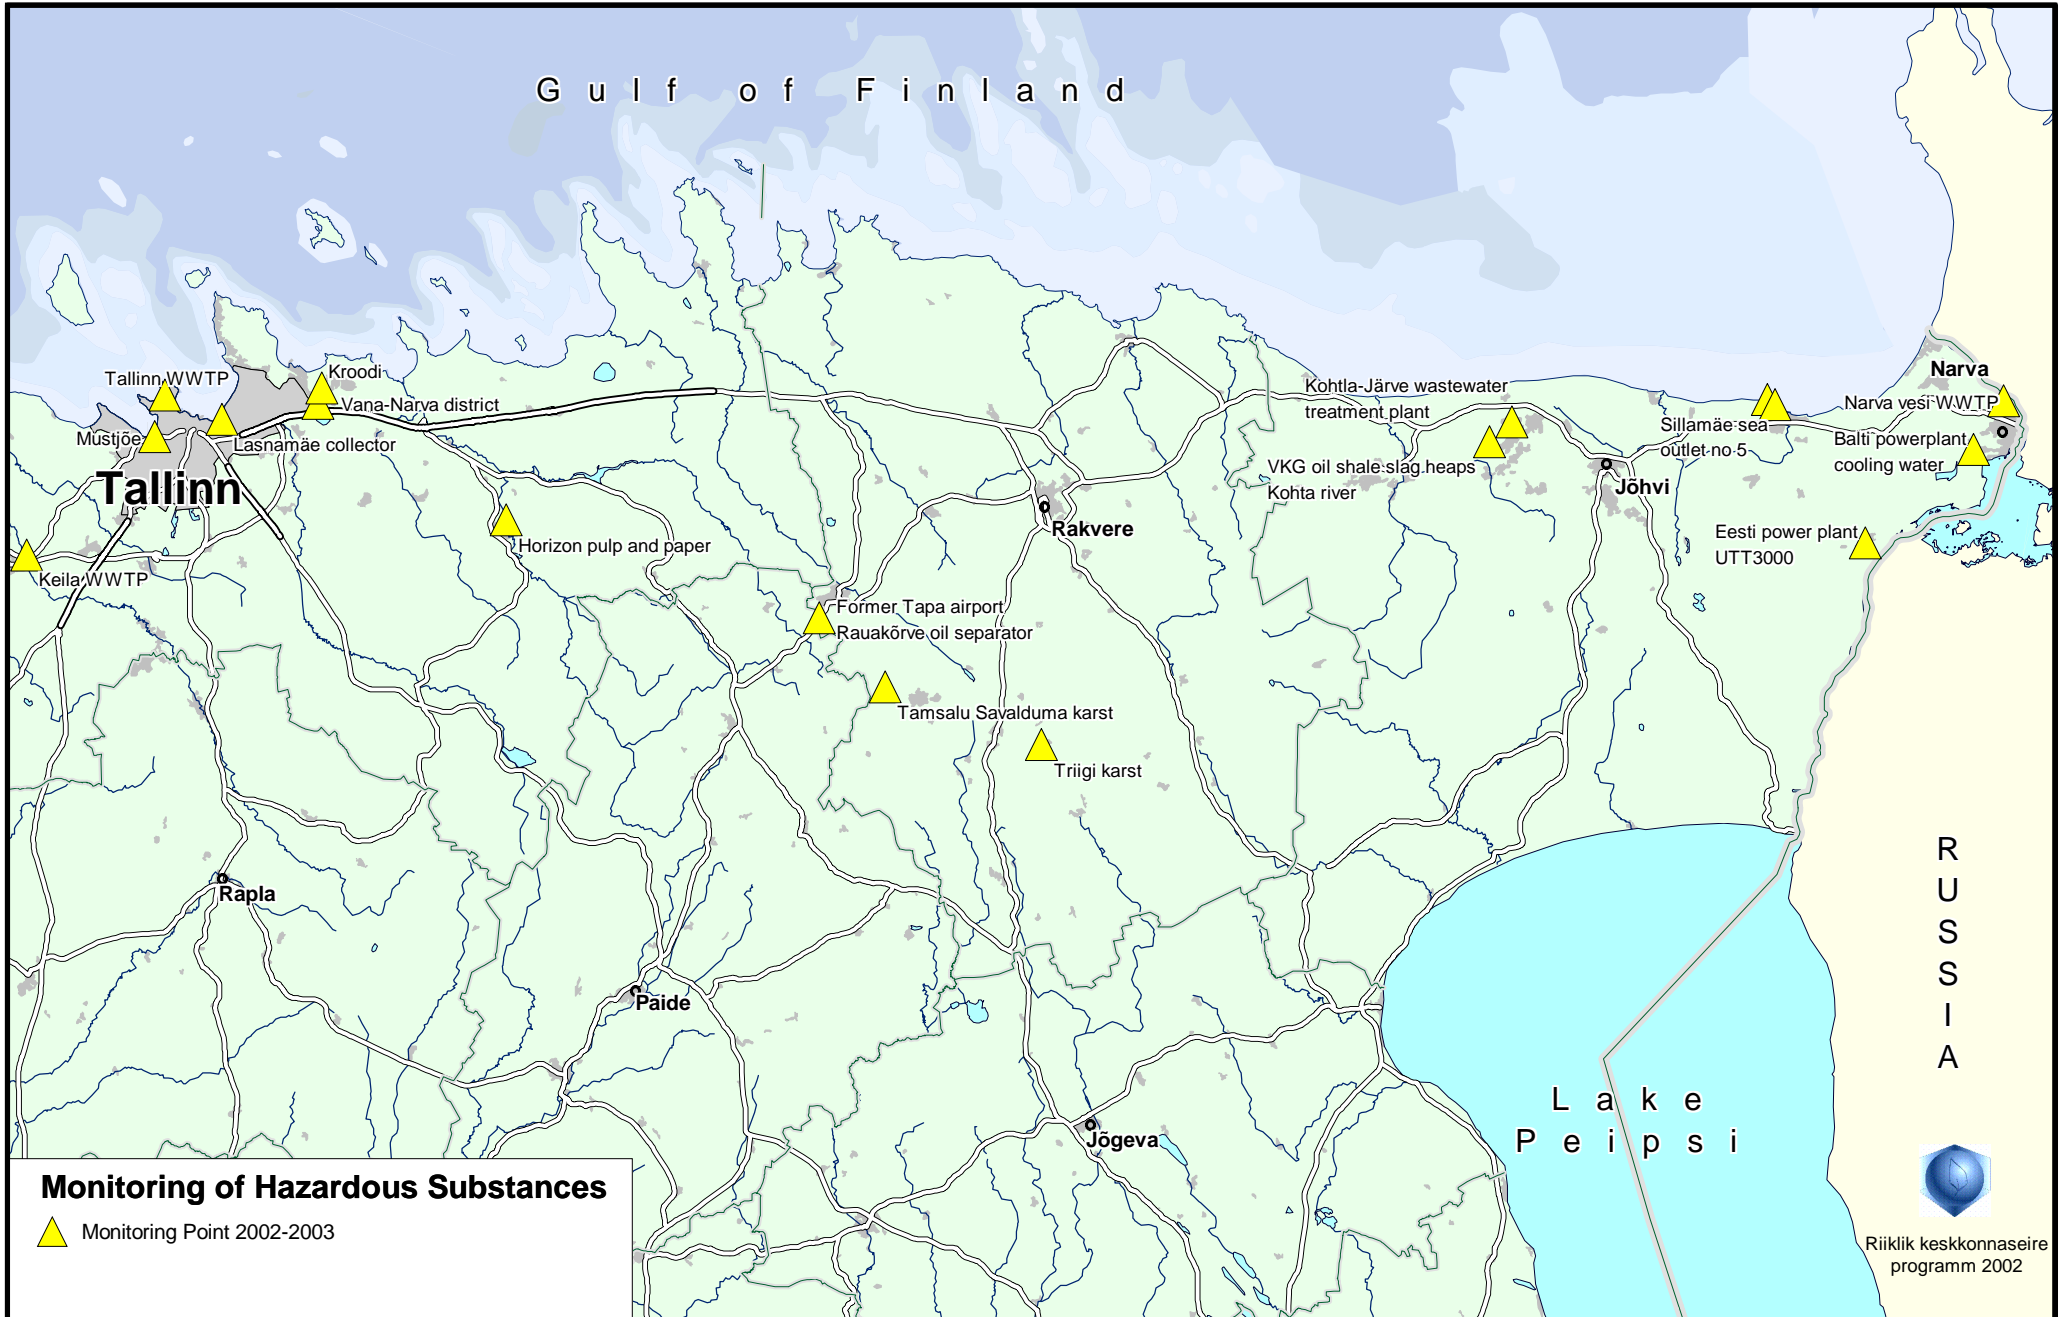 Gulf of Finland
Tallinn WWTP
Kroodi
Vana-Narva district
Mustjõe
Lasnamäe collector
Tallinn
Keila WWTP
Horizon pulp and paper
Former Tapa airport
Rauakõrve oil separator
Tamsalu Savalduma karst
Triigi karst
Rakvere
Kohtla-Järve wastewater
treatment plant
VKG oil shale slag heaps
Kohta river
Jõhvi
Sillamäe sea
outlet no 5
Narva
Narva vesi WWTP
Balti powerplant
cooling water
Eesti power plant
UTT3000
Rapla
Paide
Jõgeva
Lake
Peipsi
RUSSIA
Monitoring of Hazardous Substances
Monitoring Point 2002-2003
Riiklik keskkonnaseire
programm 2002